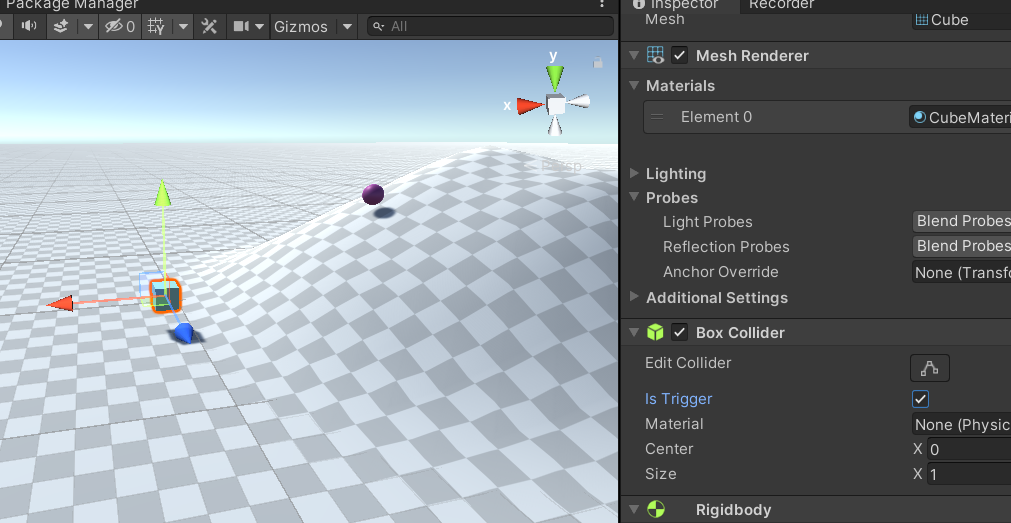 Package Manager
0
Gizmos
All
y
x
Persp
Inspector
Recorder
Mesh
Cube
Mesh Renderer
Materials
Element 0
CubeMateri
Lighting
Probes
Light Probes
Blend Probes
Reflection Probes
Blend Probes
Anchor Override
None (Transfo
Additional Settings
Box Collider
Edit Collider
Is Trigger
Material
None (Physic
Center
X 0
Size
X 1
Rigidbody